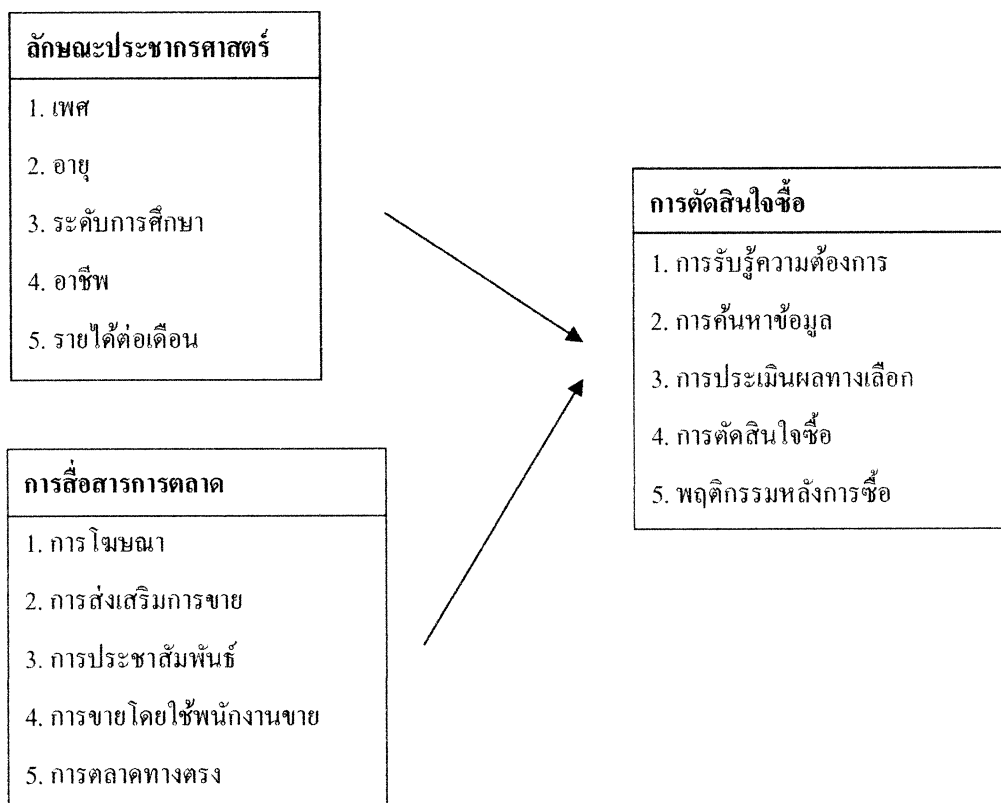 ลักษณะประชากรศาสตร์
1. เพศ
2. อายุ
3. ระดับการศึกษา
4. อาชีพ
5. รายได้ต่อเดือน
การสื่อสารการตลาด
1. การโฆษณา
2. การส่งเสริมการขาย
3. การประชาสัมพันธ์
4. การขายโดยใช้พนักงานขาย
5. การตลาดทางตรง
การตัดสินใจซื้อ
1. การรับรู้ความต้องการ
2. การค้นหาข้อมูล
3. การประเมินผลทางเลือก
4. การตัดสินใจซื้อ
5. พฤติกรรมหลังการซื้อ